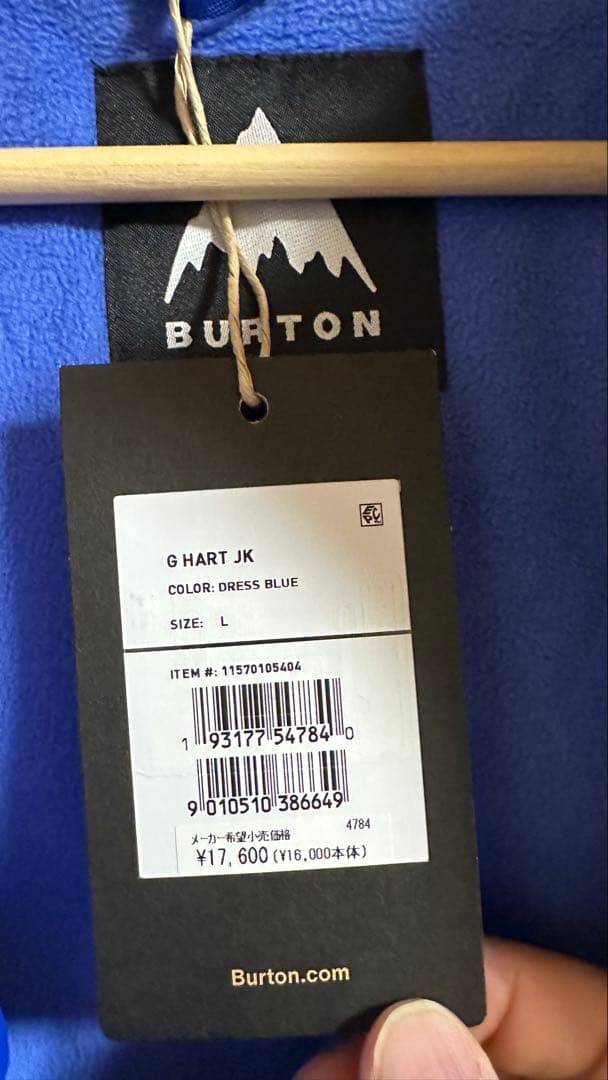 BURTON
G HART JK
COLOR: DRESS BLUE
SIZE: L
ITEM #: 11570105404
1 93177 54784 0
9 010510 386649
4784
メーカー希望小売価格
¥17,600(¥16,000本体)
Burton.com